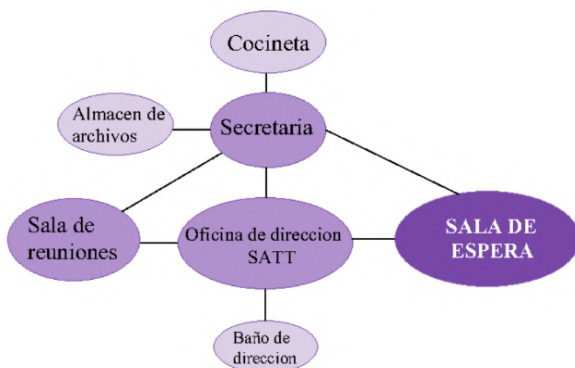 Cocineta
Almacen de
archivos
Secretaria
Sala de
reuniones
Oficina de direccion
SATT
SALA DE
ESPERA
Baño de
direccion